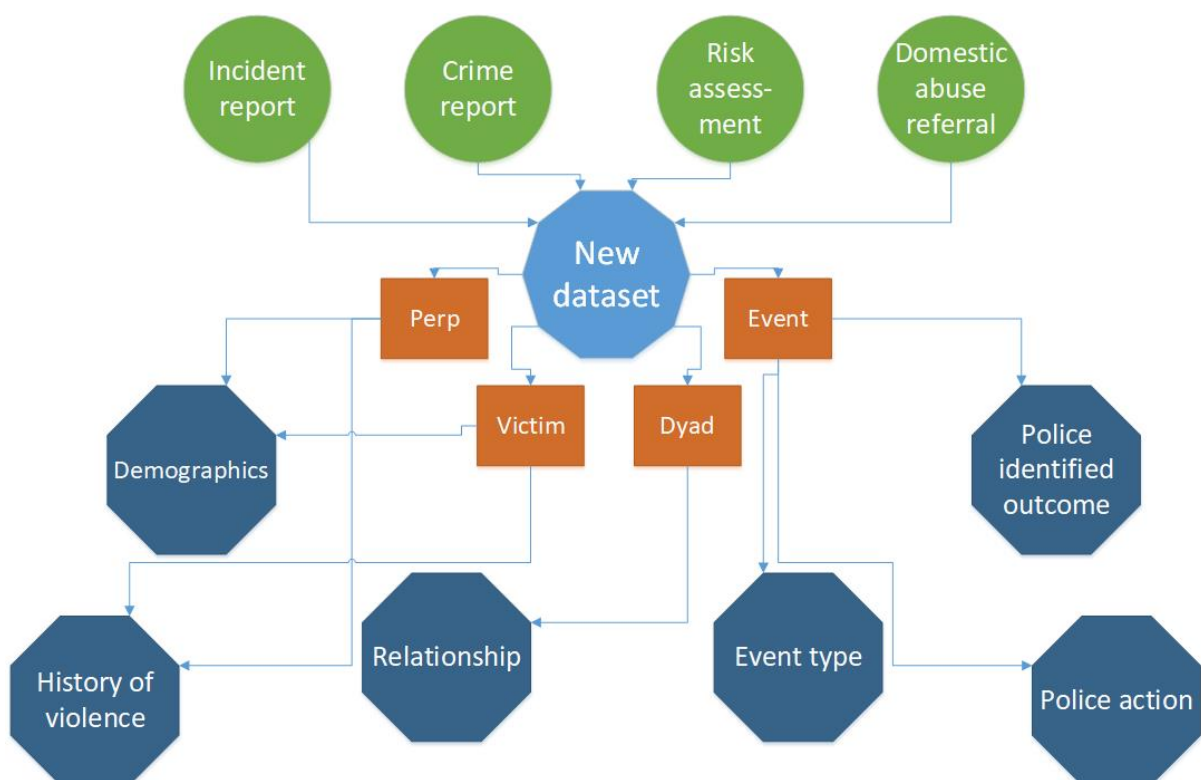 Incident
report
Crime
report
Risk
assess-
ment
Domestic
abuse
referral
New
dataset
Perp
Event
Victim
Dyad
Demographics
Police
identified
outcome
History of
violence
Relationship
Event type
Police action